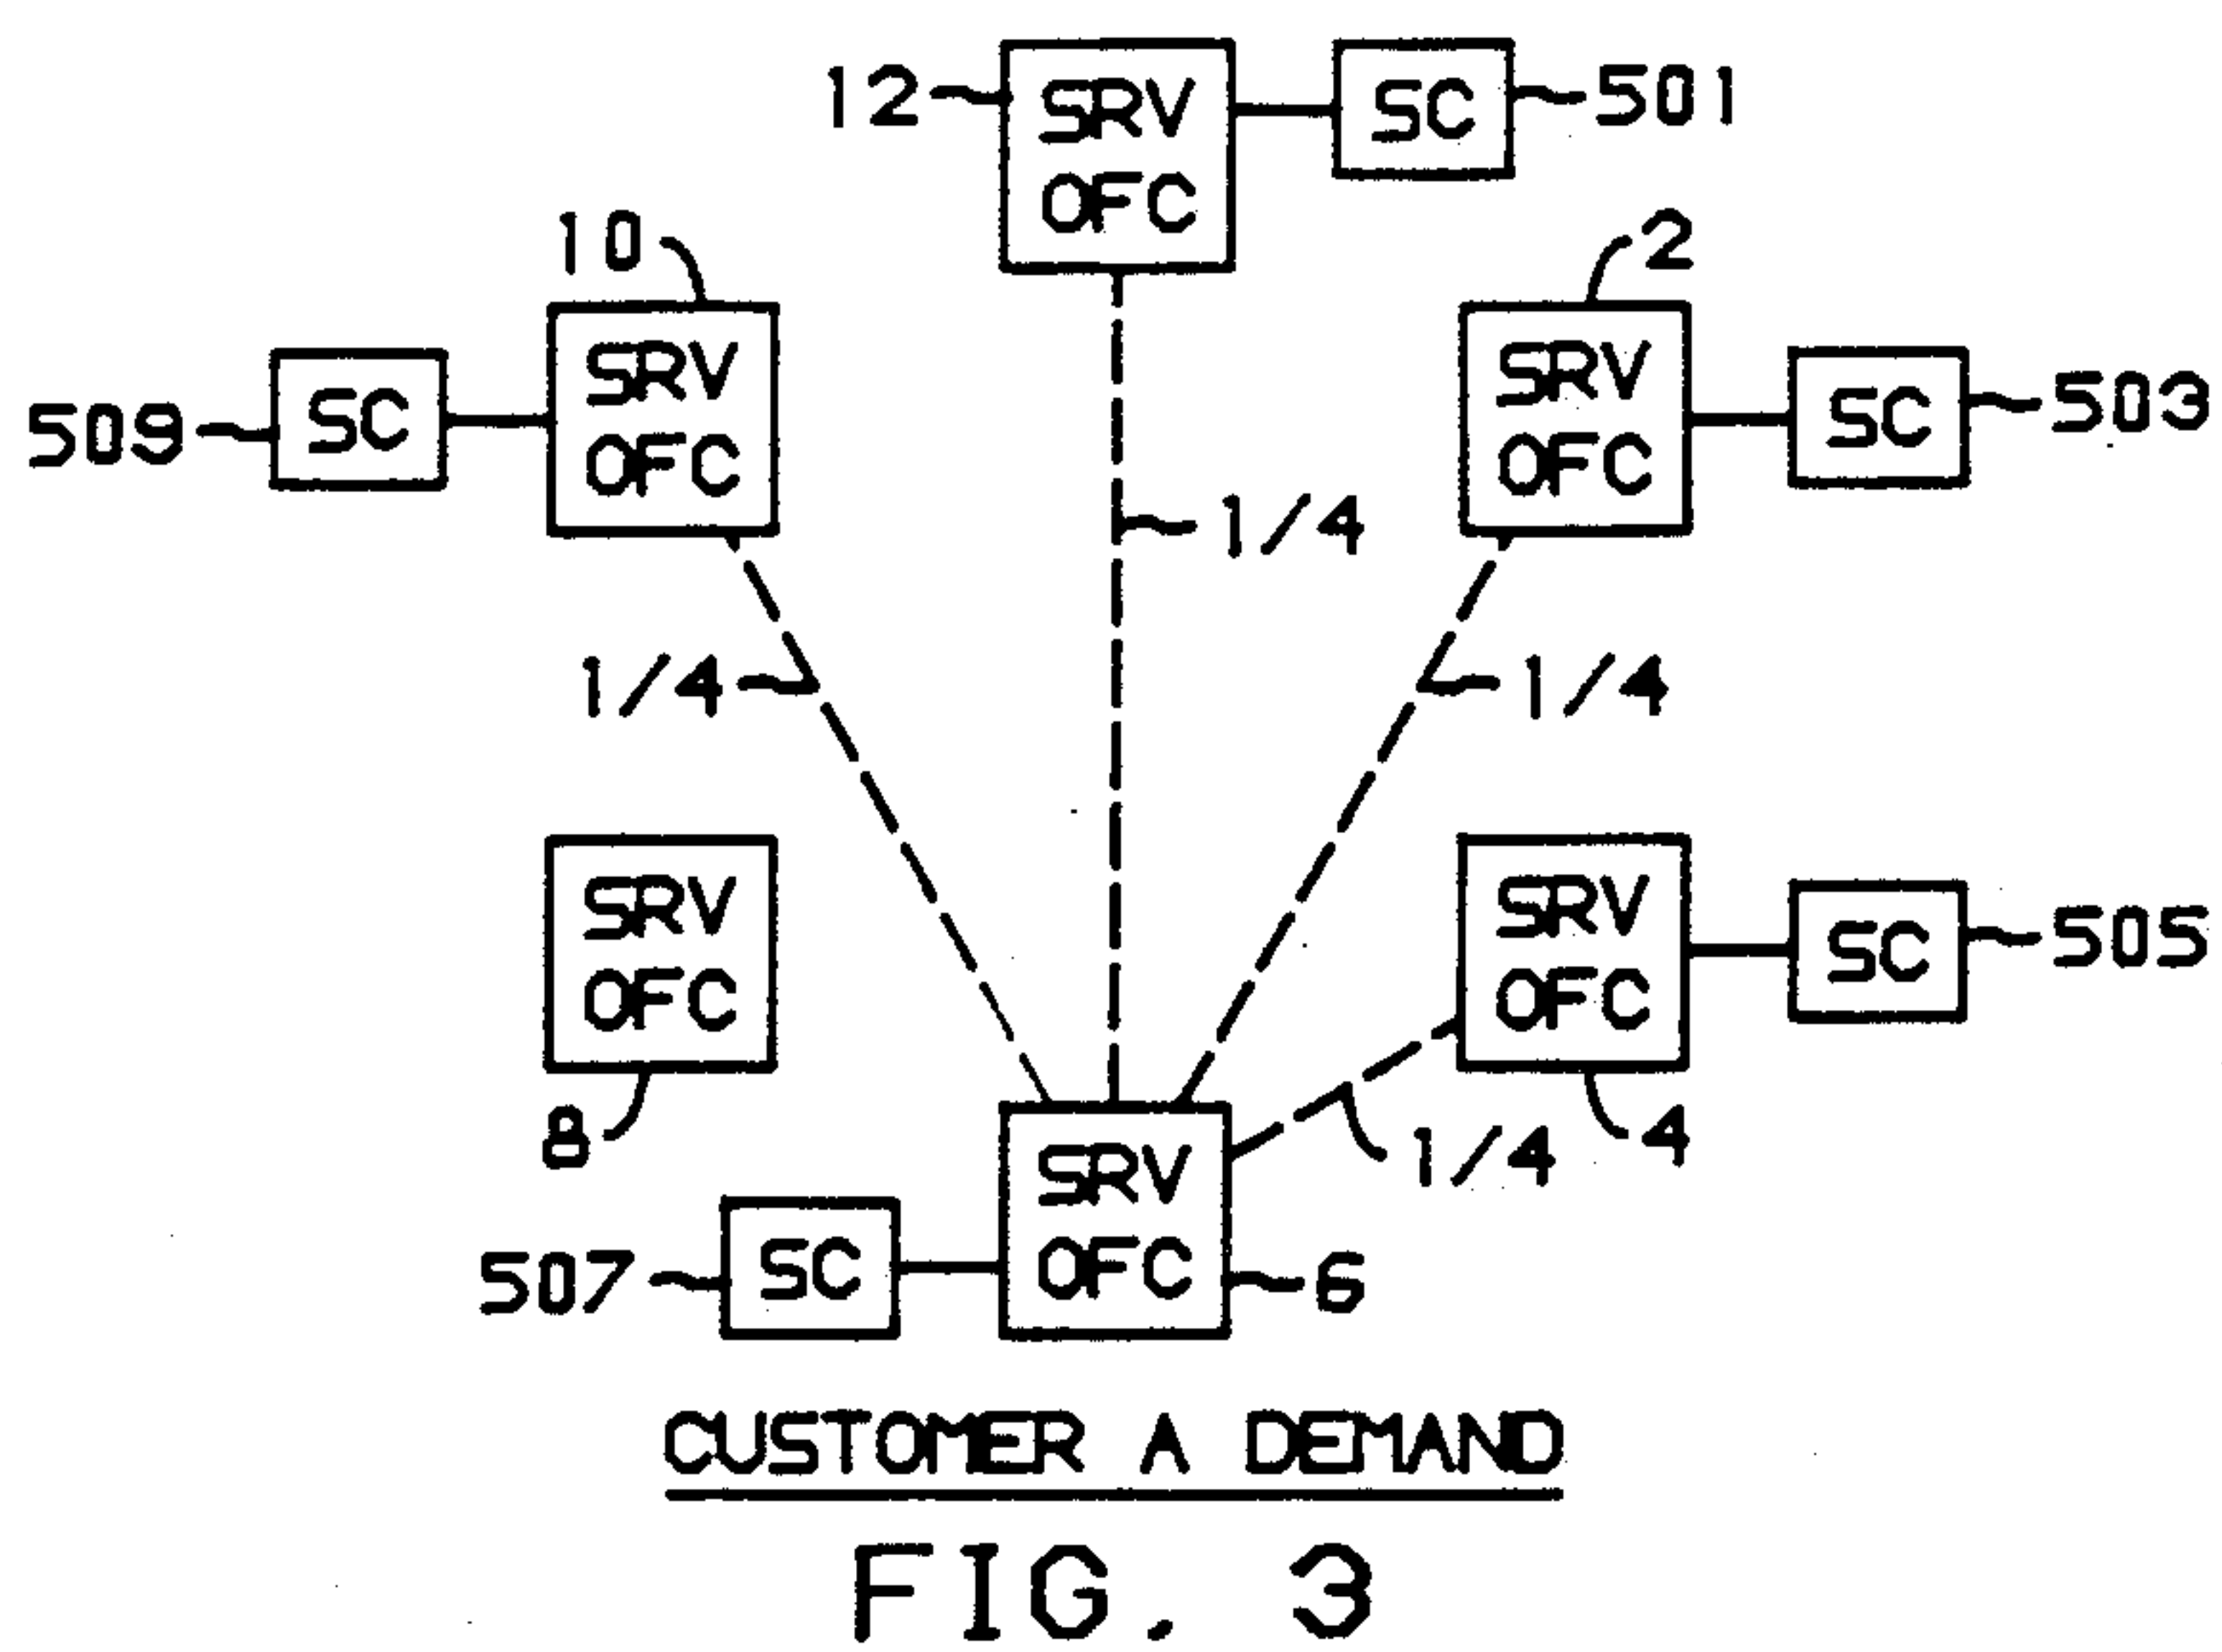 12 SRV OFC SC 501
10 2
509 SC SRV OFC SRV OFC SC 503
1/4
1/4 1/4
SRV OFC SRV OFC SC 505
8 1/4 4
507 SC SRV OFC 6
CUSTOMER A DEMAND
FIG. 3